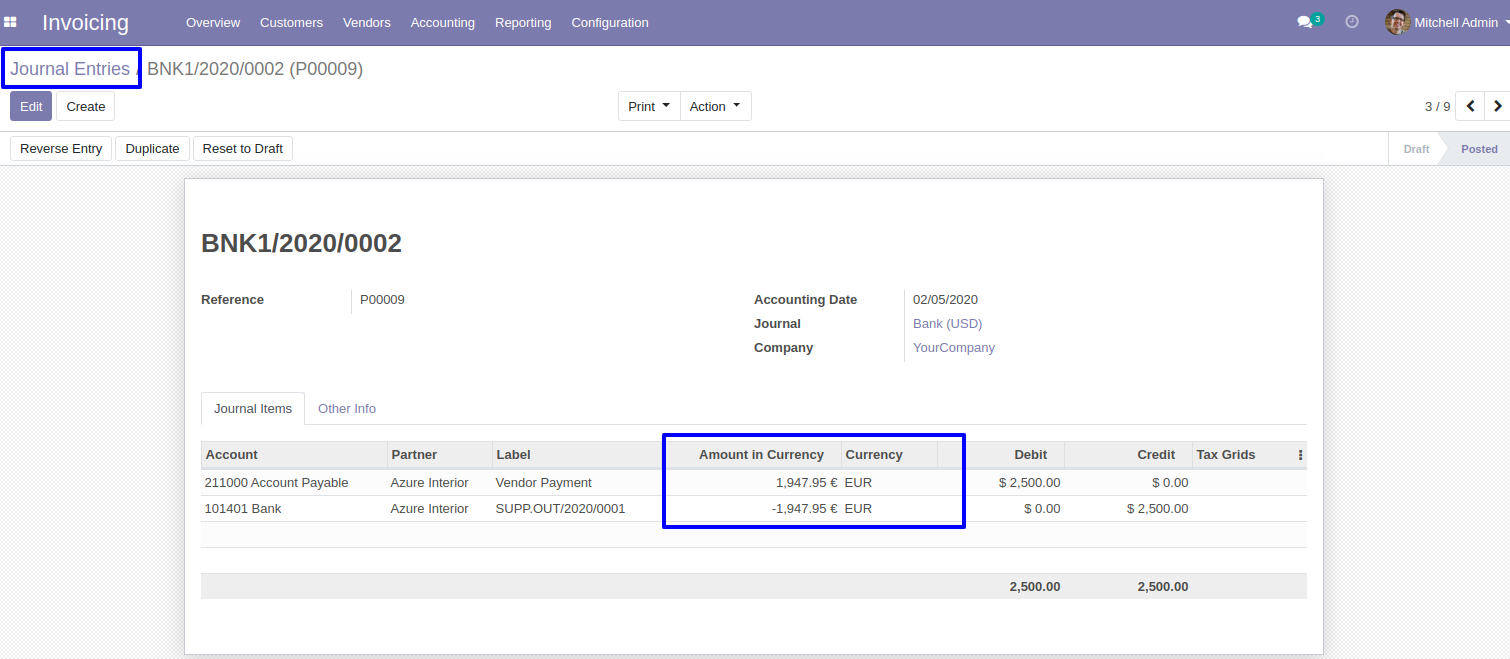 Invoicing Overview Customers Vendors Accounting Reporting Configuration 3 Mitchell Admin
Journal Entries / BNK1/2020/0002 (P00009)
Edit Create Print Action 3 / 9
Reverse Entry Duplicate Reset to Draft Draft Posted
BNK1/2020/0002
Reference P00009 Accounting Date 02/05/2020
Journal Bank (USD)
Company YourCompany
Journal Items Other Info
Account Partner Label Amount in Currency Currency Debit Credit Tax Grids
211000 Account Payable Azure Interior Vendor Payment 1,947.95 € EUR $ 2,500.00 $ 0.00
101401 Bank Azure Interior SUPP.OUT/2020/0001 -1,947.95 € EUR $ 0.00 $ 2,500.00
2,500.00 2,500.00